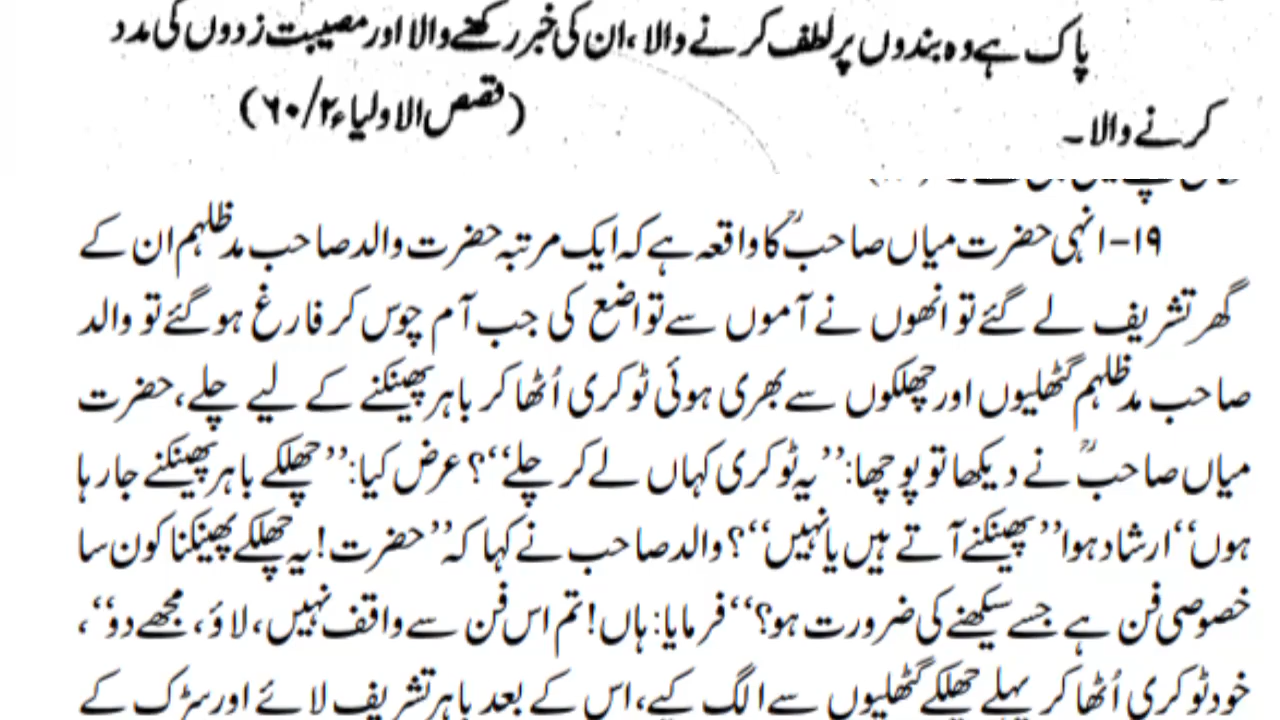 پاک ہے وہ بندوں پر لطف کرنے والا، ان کی خبر رکھنے والا اور مصیبت زدوں کی مدد
کرنے والا۔ (قصص الاولیاء ۲/۶۰)
۱۹-انہی حضرت میاں صاحبؒ کا واقعہ ہے کہ ایک مرتبہ حضرت والد صاحب مدظلہم ان کے
گھر تشریف لے گئے تو انھوں نے آموں سے تواضع کی جب آم چوس کر فارغ ہوگئے تو والد
صاحب مدظلہم گٹھلیوں اور چھلکوں سے بھری ہوئی ٹوکری اُٹھا کر باہر پھینکنے کے لیے چلے، حضرت
میاں صاحبؒ نے دیکھا تو پوچھا: ’’یہ ٹوکری کہاں لے کر چلے‘‘؟ عرض کیا: ’’چھلکے باہر پھینکنے جارہا
ہوں‘‘ ارشاد ہوا ’’پھینکنے آتے ہیں یا نہیں‘‘؟ والد صاحب نے کہا کہ ’’حضرت! یہ چھلکے پھینکنا کون سا
خصوصی فن ہے جسے سیکھنے کی ضرورت ہو؟‘‘ فرمایا: ہاں! تم اس فن سے واقف نہیں، لاؤ، مجھے دو‘‘،
خود ٹوکری اُٹھا کر پہلے چھلکے گٹھلیوں سے الگ کیے، اس کے بعد باہر تشریف لائے اور سڑک کے